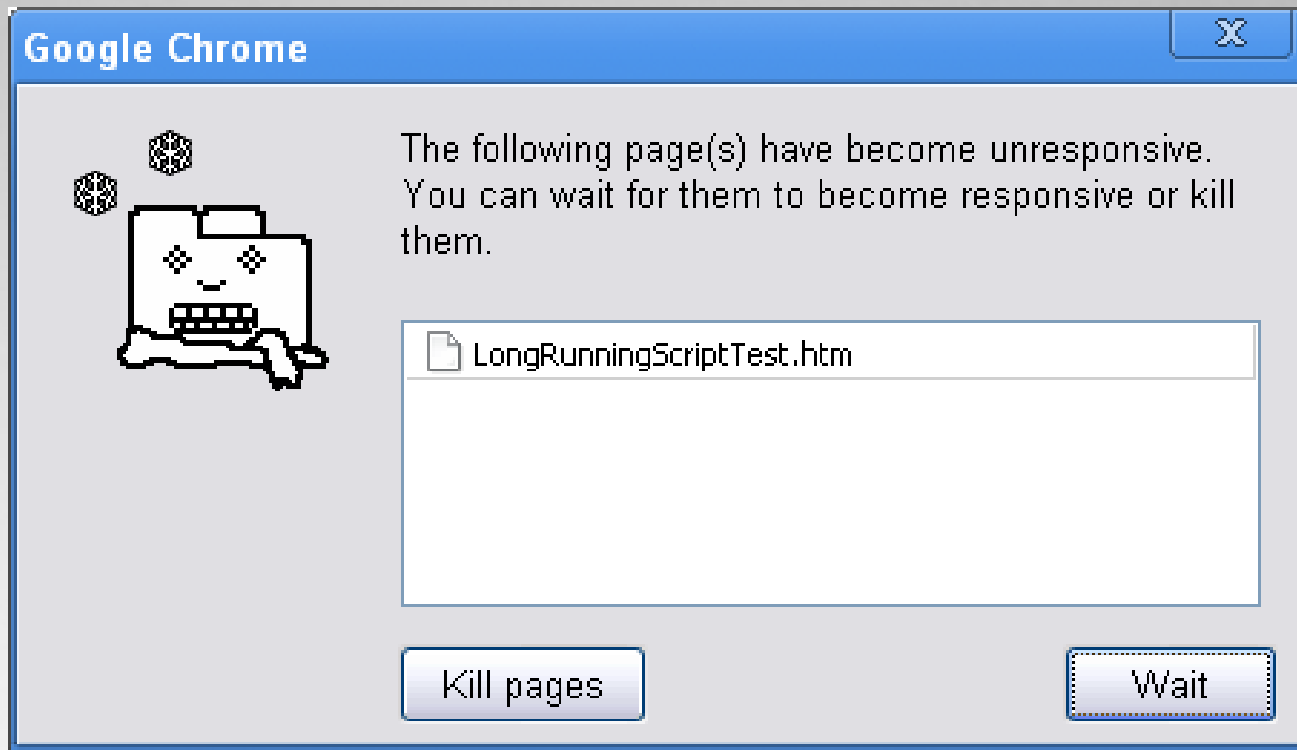 Google Chrome
X
The following page(s) have become unresponsive.
You can wait for them to become responsive or kill
them.
LongRunningScriptTest.htm
Kill pages
Wait